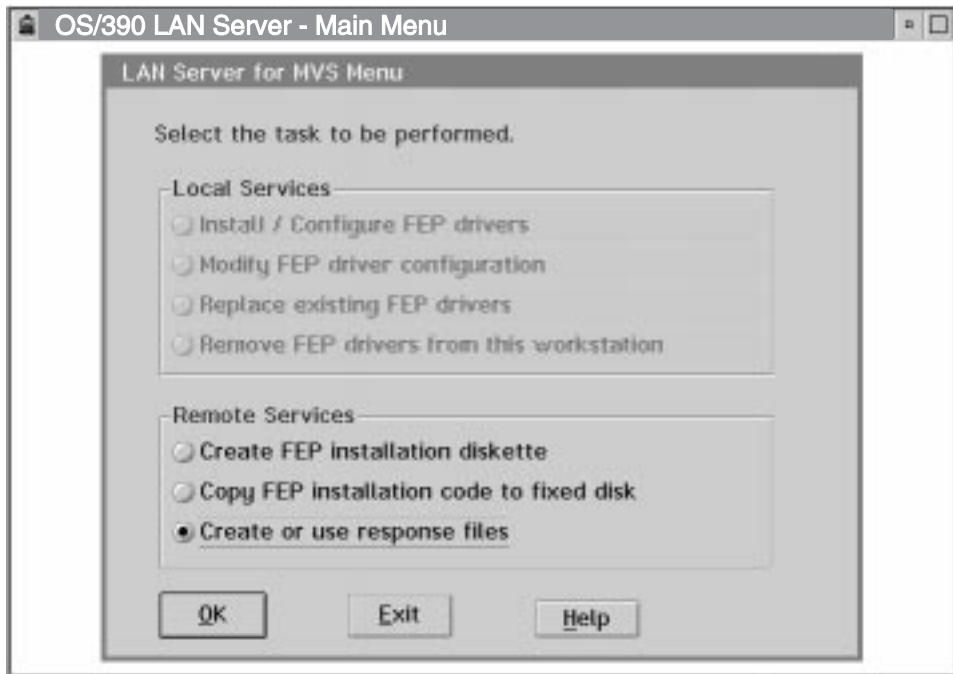 OS/390 LAN Server - Main Menu
LAN Server for MVS Menu
Select the task to be performed.
Local Services
Install / Configure FEP drivers
Modify FEP driver configuration
Replace existing FEP drivers
Remove FEP drivers from this workstation
Remote Services
Create FEP installation diskette
Copy FEP installation code to fixed disk
Create or use response files
OK
Exit
Help